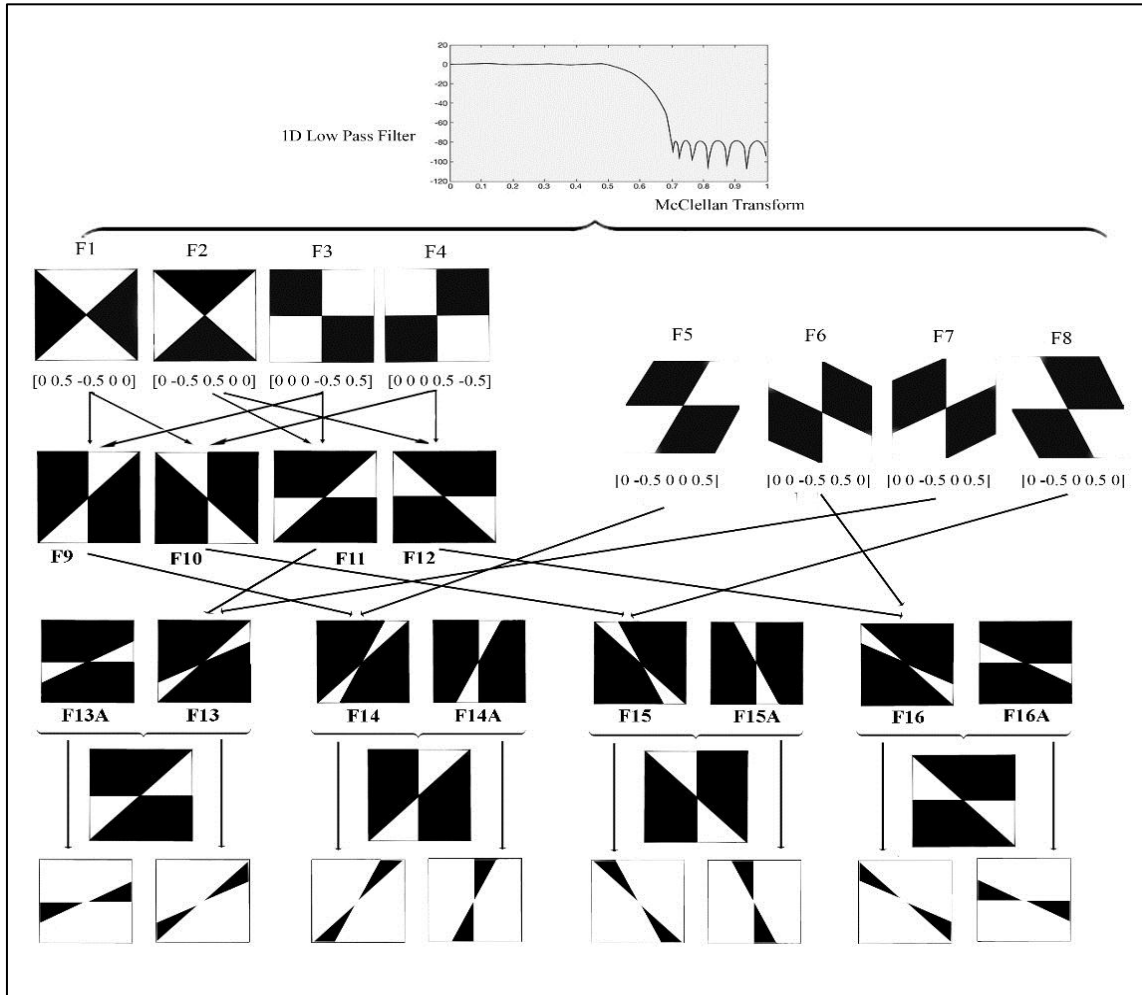 20
0
-20
-40
-60
-80
-100
-120
0 0.1 0.2 0.3 0.4 0.5 0.6 0.7 0.8 0.9 1
1D Low Pass Filter
McClellan Transform
F1 F2 F3 F4
[0 0.5 -0.5 0 0] [0 -0.5 0.5 0 0] [0 0 0 -0.5 0.5] [0 0 0 0.5 -0.5]
F5 F6 F7 F8
[0 -0.5 0 0 0.5] [0 0 -0.5 0.5 0] [0 0 -0.5 0 0.5] [0 -0.5 0 0.5 0]
F9 F10 F11 F12
F13A F13 F14 F14A F15 F15A F16 F16A